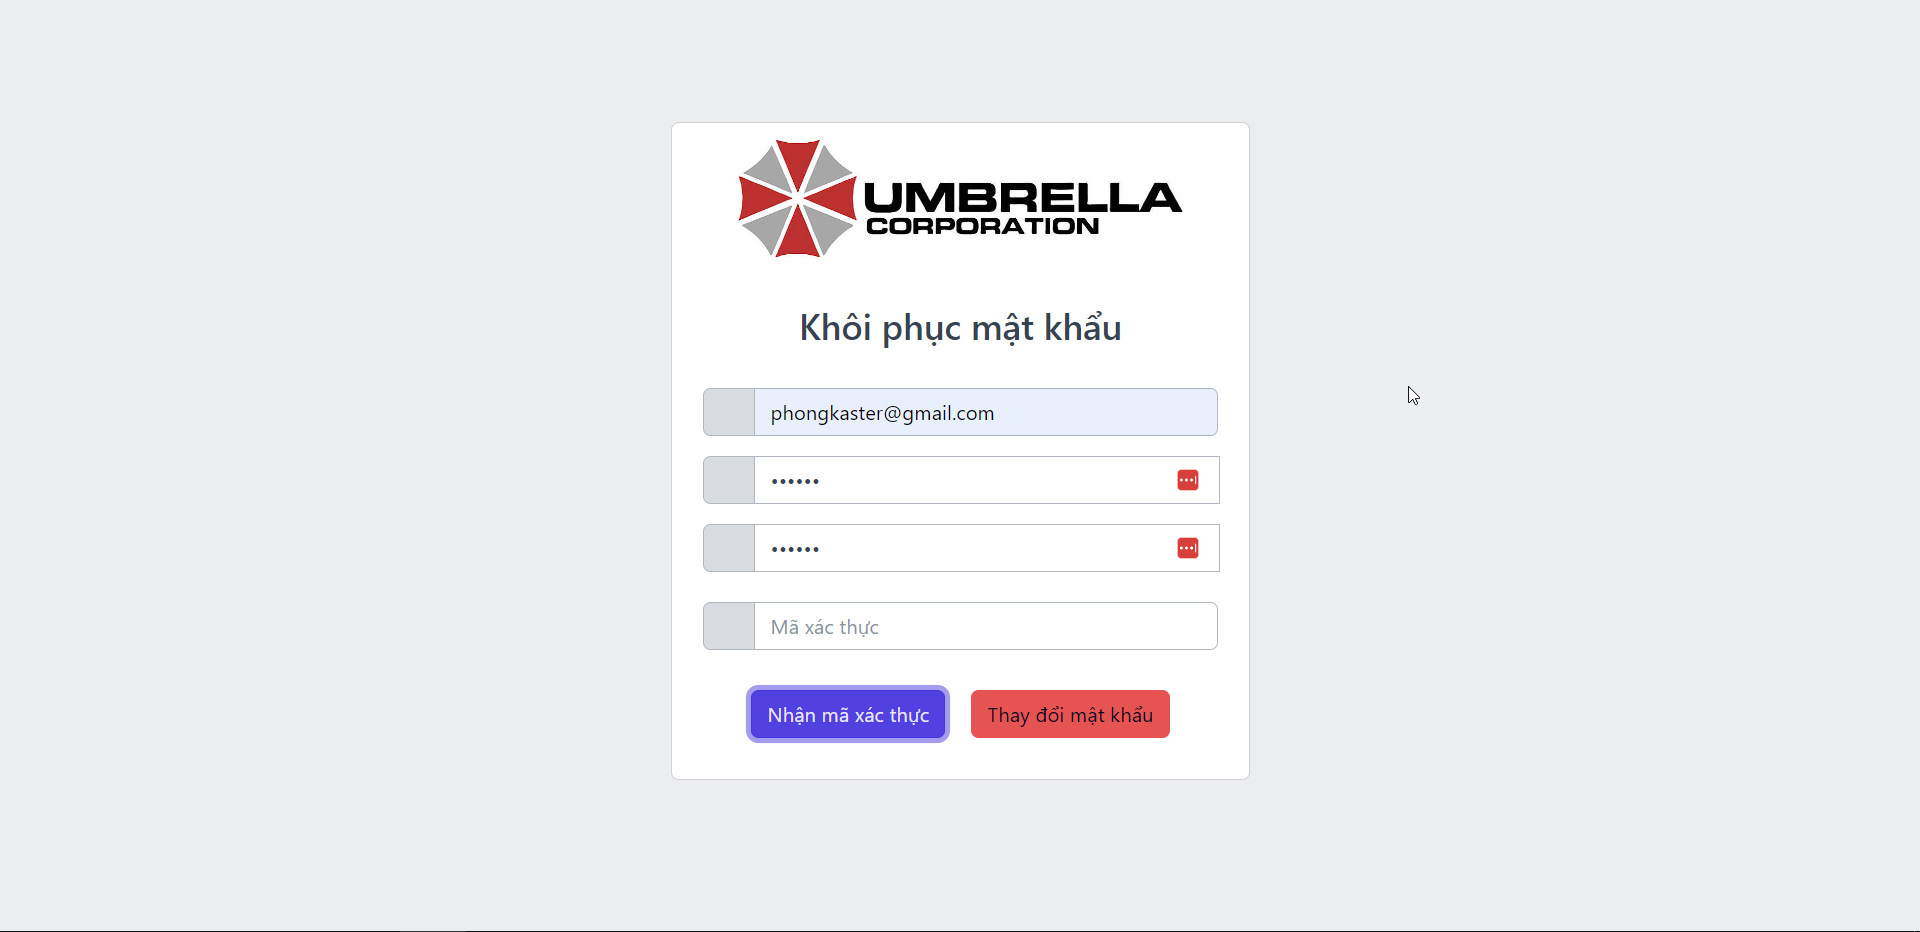 UMBRELLA
CORPORATION
Khôi phục mật khẩu
phongkaster@gmail.com
••••••
••••••
Mã xác thực
Nhận mã xác thực
Thay đổi mật khẩu